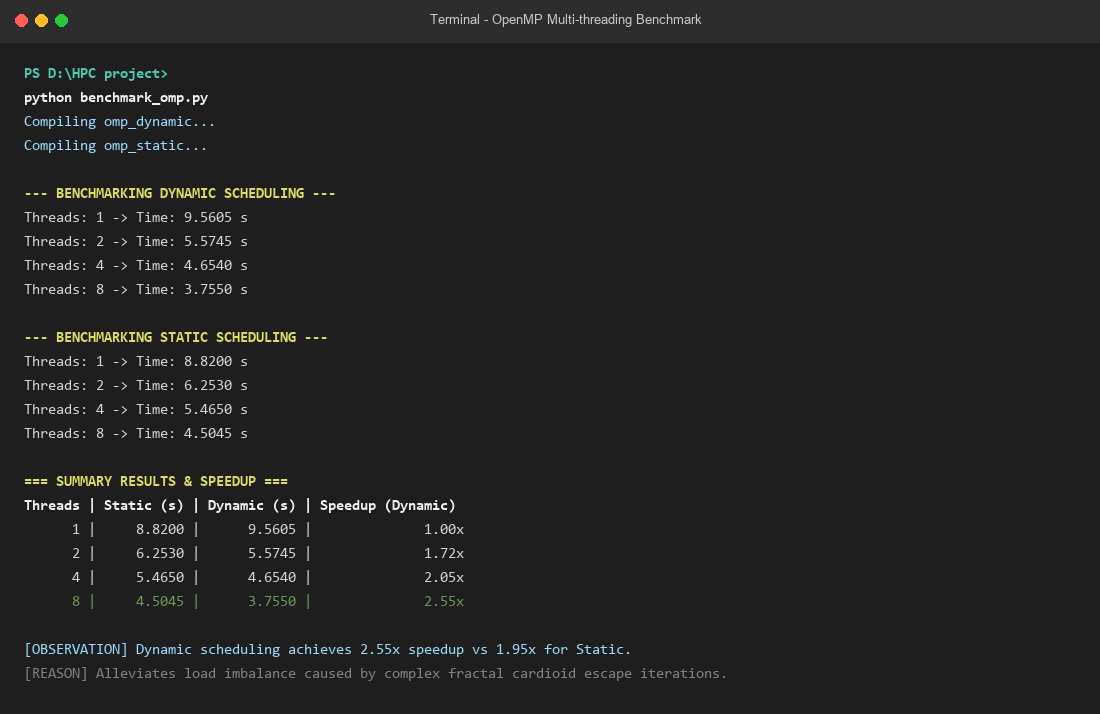 Terminal - OpenMP Multi-threading Benchmark
PS D:\HPC project>
python benchmark_omp.py
Compiling omp_dynamic...
Compiling omp_static...
--- BENCHMARKING DYNAMIC SCHEDULING ---
Threads: 1 -> Time: 9.5605 s
Threads: 2 -> Time: 5.5745 s
Threads: 4 -> Time: 4.6540 s
Threads: 8 -> Time: 3.7550 s
--- BENCHMARKING STATIC SCHEDULING ---
Threads: 1 -> Time: 8.8200 s
Threads: 2 -> Time: 6.2530 s
Threads: 4 -> Time: 5.4650 s
Threads: 8 -> Time: 4.5045 s
=== SUMMARY RESULTS & SPEEDUP ===
Threads | Static (s) | Dynamic (s) | Speedup (Dynamic)
1 | 8.8200 | 9.5605 | 1.00x
2 | 6.2530 | 5.5745 | 1.72x
4 | 5.4650 | 4.6540 | 2.05x
8 | 4.5045 | 3.7550 | 2.55x
[OBSERVATION] Dynamic scheduling achieves 2.55x speedup vs 1.95x for Static.
[REASON] Alleviates load imbalance caused by complex fractal cardioid escape iterations.